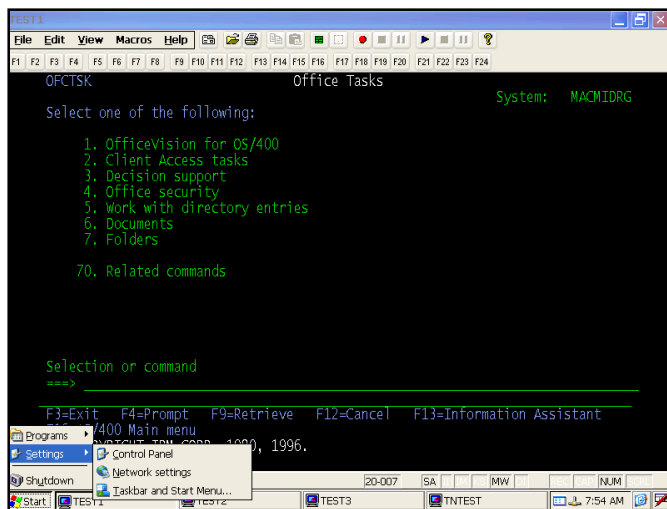 TEST1
File Edit View Macros Help
F1 F2 F3 F4 F5 F6 F7 F8 F9 F10 F11 F12 F13 F14 F15 F16 F17 F18 F19 F20 F21 F22 F23 F24
OFCTSK Office Tasks
System: MACMIDRG
Select one of the following:
1. OfficeVision for OS/400
2. Client Access tasks
3. Decision support
4. Office security
5. Work with directory entries
6. Documents
7. Folders
70. Related commands
Selection or command
===>
F3=Exit F4=Prompt F9=Retrieve F12=Cancel F13=Information Assistant
/400 Main menu
1980, 1996.
Programs
Settings
Shutdown
Control Panel
Network settings
Taskbar and Start Menu...
20-007 SA MW NUM
Start TEST1 TEST2 TEST3 TNTEST 7:54 AM